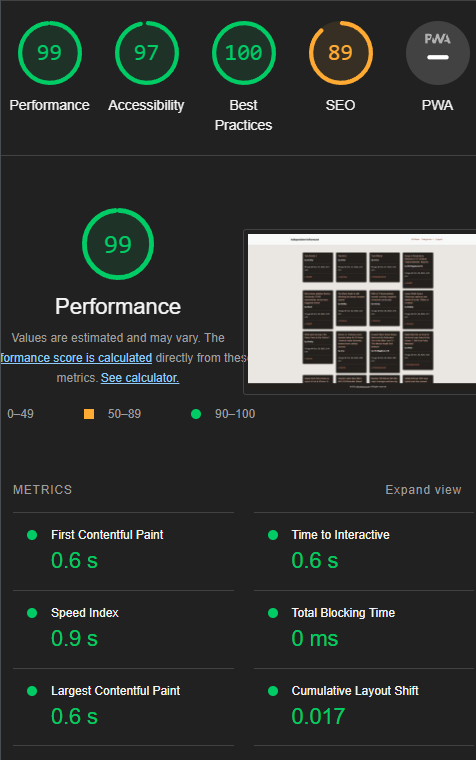 99 97 100 89 PWA
Performance Accessibility Best Practices SEO PWA
99
Performance
Values are estimated and may vary. The
formance score is calculated directly from thes
metrics. See calculator.
0–49 50–89 90–100
METRICS Expand view
First Contentful Paint Time to Interactive
0.6 s 0.6 s
Speed Index Total Blocking Time
0.9 s 0 ms
Largest Contentful Paint Cumulative Layout Shift
0.6 s 0.017